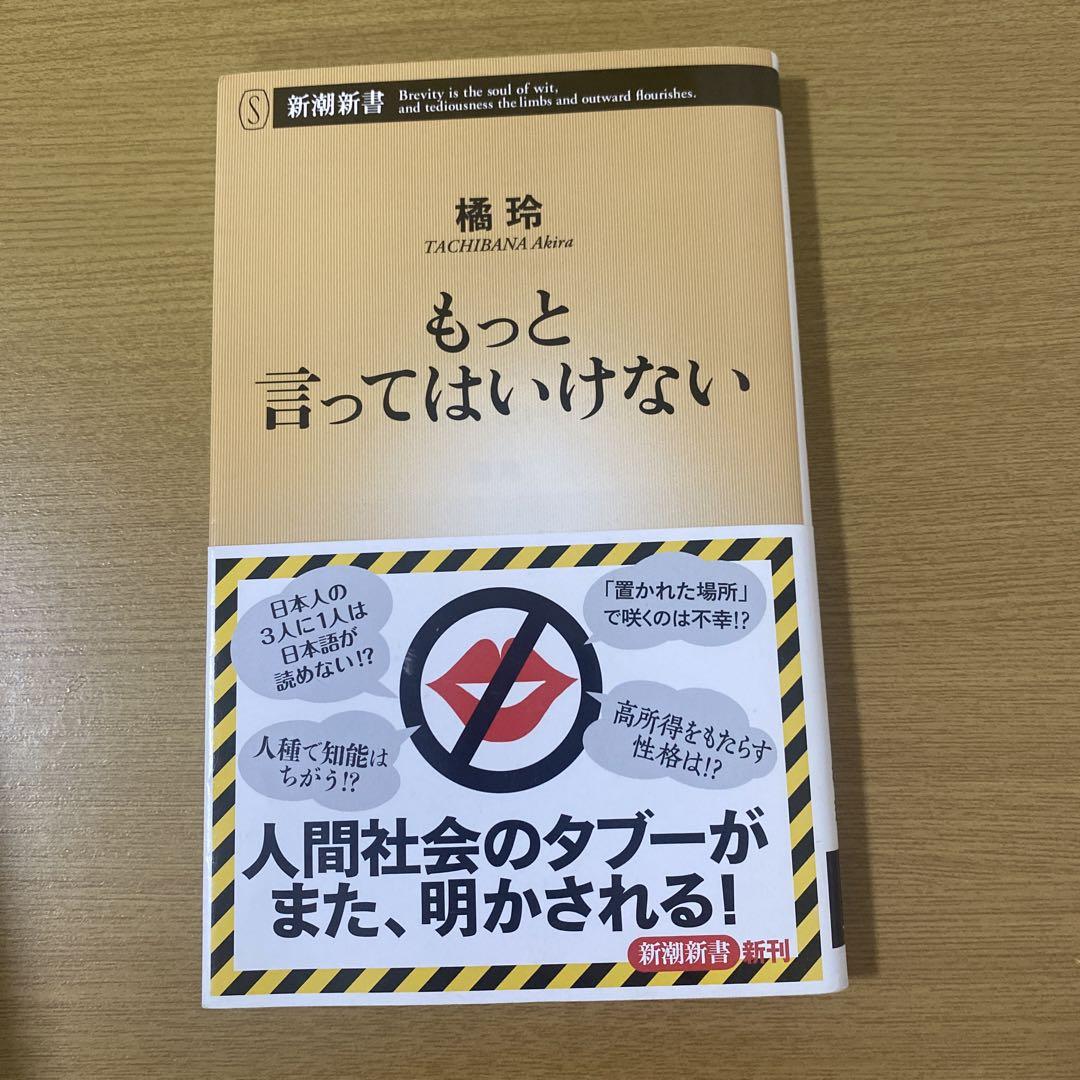 S
新潮新書
Brevity is the soul of wit,
and tediousness the limbs and outward flourishes.
橘 玲
TACHIBANA Akira
もっと
言ってはいけない
日本人の
3人に1人は
日本語が
読めない!?
「置かれた場所」
で咲くのは不幸!?
人種で知能は
ちがう!?
高所得をもたらす
性格は!?
人間社会のタブーが
また、明かされる!
新潮新書 新刊